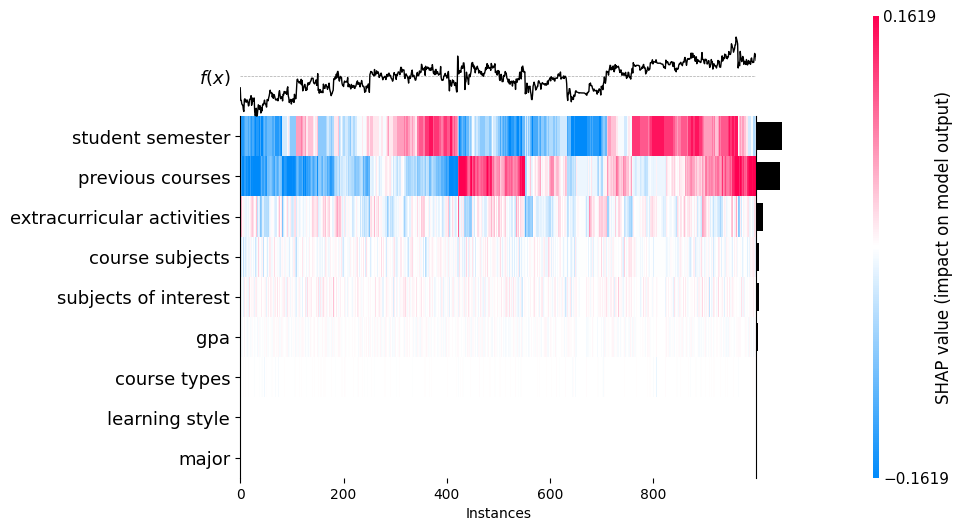 0.1619
f(x)
student semester
previous courses
extracurricular activities
course subjects
subjects of interest
gpa
course types
learning style
major
0 200 400 600 800
Instances
SHAP value (impact on model output)
−0.1619